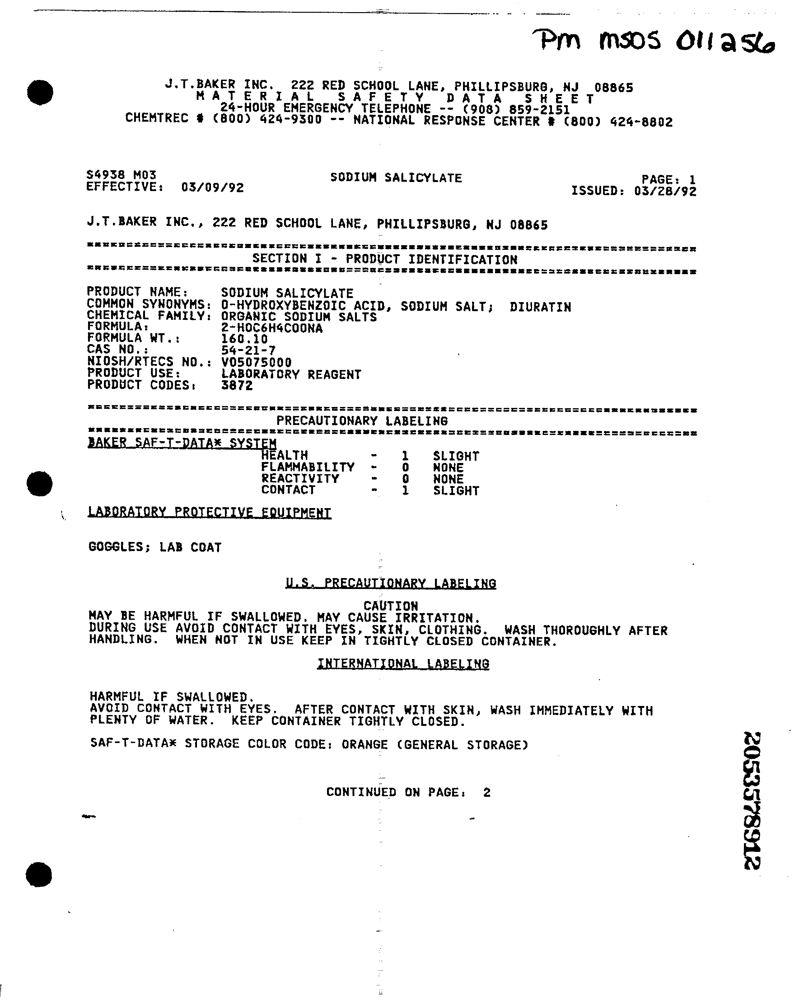 Pm MSDS 011256
J.T.BAKER INC. 222 RED SCHOOL LANE, PHILLIPSBURG, NJ 08865
M A T E R I A L S A F E T Y D A T A S H E E T
24-HOUR EMERGENCY TELEPHONE -- (908) 859-2151
CHEMTREC # (800) 424-9300 -- NATIONAL RESPONSE CENTER # (800) 424-8802
S4938 M03 SODIUM SALICYLATE PAGE: 1
EFFECTIVE: 03/09/92 ISSUED: 03/28/92
J.T.BAKER INC., 222 RED SCHOOL LANE, PHILLIPSBURG, NJ 08865
SECTION I - PRODUCT IDENTIFICATION
PRODUCT NAME: SODIUM SALICYLATE
COMMON SYNONYMS: O-HYDROXYBENZOIC ACID, SODIUM SALT; DIURATIN
CHEMICAL FAMILY: ORGANIC SODIUM SALTS
FORMULA: 2-HOC6H4COONA
FORMULA WT.: 160.10
CAS NO.: 54-21-7
NIOSH/RTECS NO.: VO5075000
PRODUCT USE: LABORATORY REAGENT
PRODUCT CODES: 3872
PRECAUTIONARY LABELING
BAKER SAF-T-DATA* SYSTEM
HEALTH - 1 SLIGHT
FLAMMABILITY - 0 NONE
REACTIVITY - 0 NONE
CONTACT - 1 SLIGHT
LABORATORY PROTECTIVE EQUIPMENT
GOGGLES; LAB COAT
U.S. PRECAUTIONARY LABELING
CAUTION
MAY BE HARMFUL IF SWALLOWED. MAY CAUSE IRRITATION.
DURING USE AVOID CONTACT WITH EYES, SKIN, CLOTHING. WASH THOROUGHLY AFTER
HANDLING. WHEN NOT IN USE KEEP IN TIGHTLY CLOSED CONTAINER.
INTERNATIONAL LABELING
HARMFUL IF SWALLOWED.
AVOID CONTACT WITH EYES. AFTER CONTACT WITH SKIN, WASH IMMEDIATELY WITH
PLENTY OF WATER. KEEP CONTAINER TIGHTLY CLOSED.
SAF-T-DATA* STORAGE COLOR CODE: ORANGE (GENERAL STORAGE)
CONTINUED ON PAGE: 2
2053578912